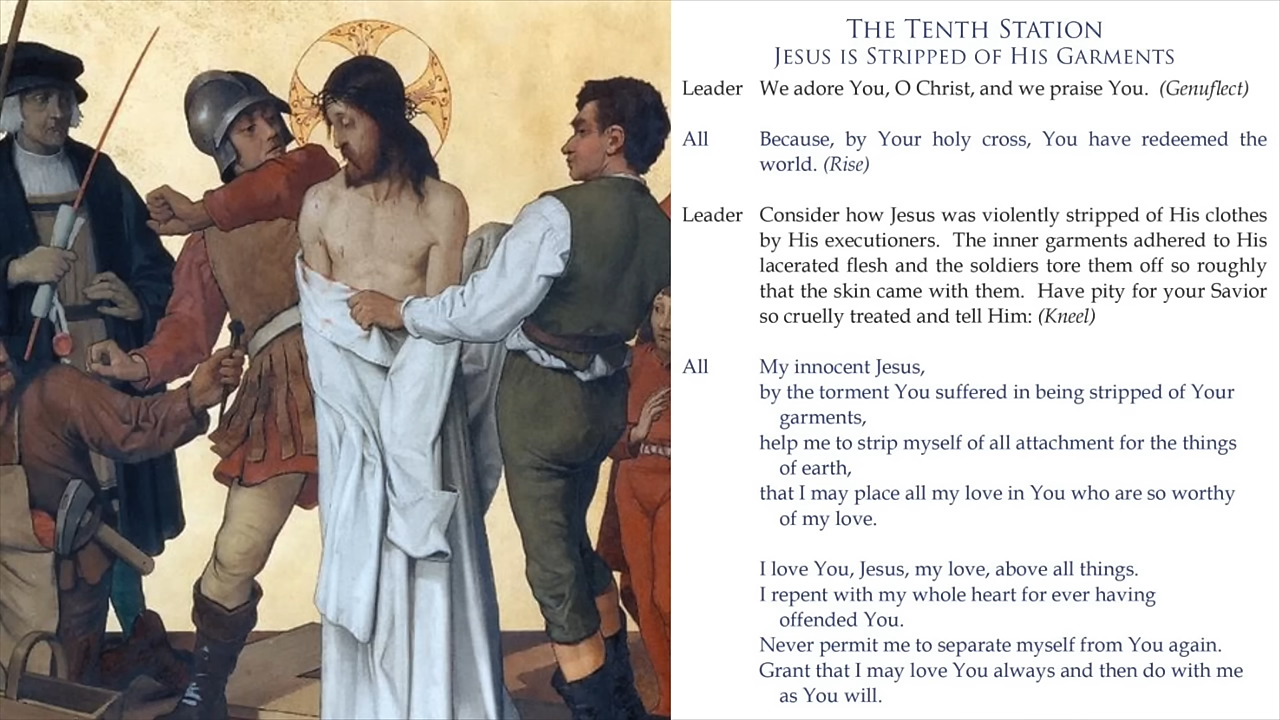 The Tenth Station
Jesus is Stripped of His Garments
Leader We adore You, O Christ, and we praise You. (Genuflect)
All Because, by Your holy cross, You have redeemed the
world. (Rise)
Leader Consider how Jesus was violently stripped of His clothes
by His executioners. The inner garments adhered to His
lacerated flesh and the soldiers tore them off so roughly
that the skin came with them. Have pity for your Savior
so cruelly treated and tell Him: (Kneel)
All My innocent Jesus,
by the torment You suffered in being stripped of Your
garments,
help me to strip myself of all attachment for the things
of earth,
that I may place all my love in You who are so worthy
of my love.
I love You, Jesus, my love, above all things.
I repent with my whole heart for ever having
offended You.
Never permit me to separate myself from You again.
Grant that I may love You always and then do with me
as You will.